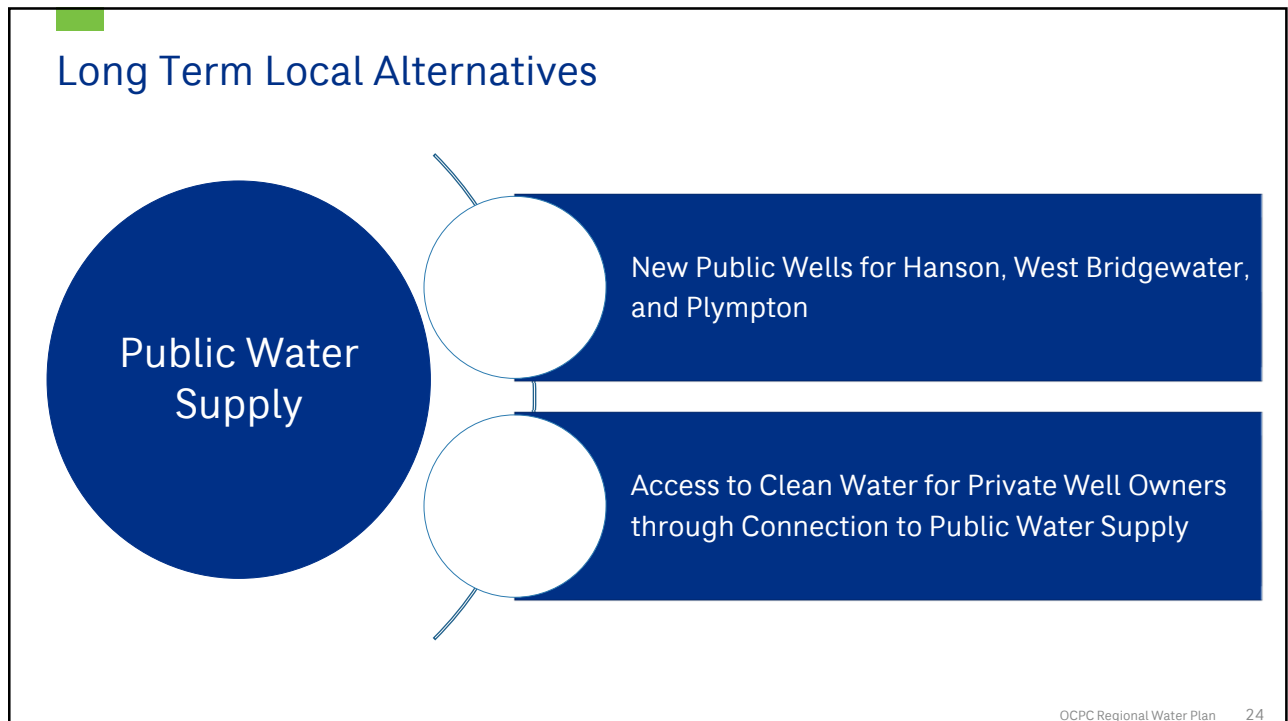 Long Term Local Alternatives
Public Water
Supply
New Public Wells for Hanson, West Bridgewater,
and Plympton
Access to Clean Water for Private Well Owners
through Connection to Public Water Supply
OCPC Regional Water Plan 24